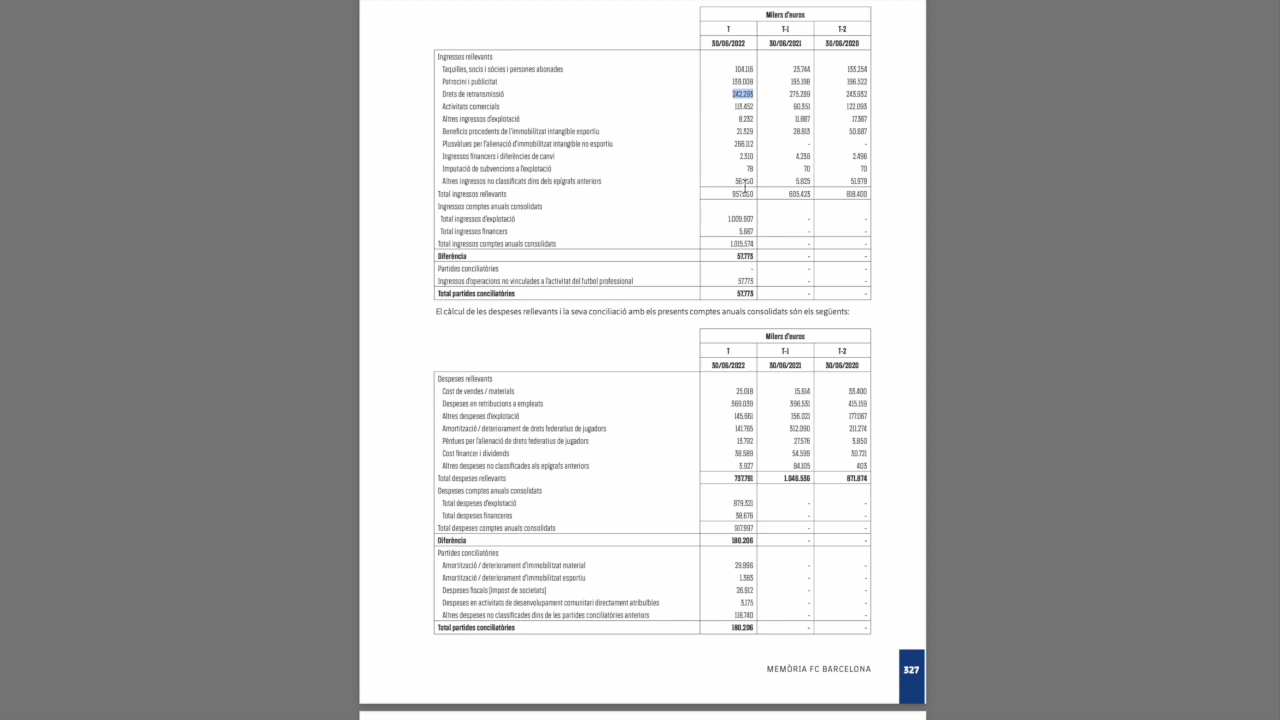 Milers d'euros
T T-1 T-2
30/06/2022 30/06/2021 30/06/2020
Ingressos rellevants
Taquilles, socis i sòcies i persones abonades 104.116 23.744 133.254
Patrocini i publicitat 139.008 195.198 196.522
Drets de retransmissió 242.293 275.299 243.932
Activitats comercials 113.452 60.351 122.093
Altres ingressos d'explotació 8.232 11.887 17.367
Beneficis procedents de l'immobilitzat intangible esportiu 21.329 28.813 50.687
Plusvàlues per l'alienació d'immobilitzat intangible no esportiu 266.112 - -
Ingressos financers i diferències de canvi 2.310 4.236 2.496
Imputació de subvencions a l'explotació 78 70 70
Altres ingressos no classificats dins dels epígrafs anteriors 5.825 51.979
Total ingressos rellevants 605.423 818.400
Ingressos comptes anuals consolidats
Total ingressos d'explotació 1.009.907 - -
Total ingressos financers 5.667 - -
Total ingressos comptes anuals consolidats 1.015.574 - -
Diferència 57.773 - -
Partides conciliatòries - - -
Ingressos d'operacions no vinculades a l'activitat del futbol professional 57.773 - -
Total partides conciliatòries 57.773 - -
El càlcul de les despeses rellevants i la seva conciliació amb els presents comptes anuals consolidats són els següents:
Milers d'euros
T T-1 T-2
30/06/2022 30/06/2021 30/06/2020
Despeses rellevants
Cost de vendes / materials 25.018 15.614 33.400
Despeses en retribucions a empleats 369.039 396.531 415.159
Altres despeses d'explotació 145.661 156.021 177.067
Amortització / deteriorament de drets federatius de jugadors 141.765 312.090 211.274
Pèrdues per l'alienació de drets federatius de jugadors 13.792 27.576 3.850
Cost financer i dividends 38.589 54.599 30.721
Altres despeses no classificades als epígrafs anteriors 3.927 84.105 403
Total despeses rellevants 737.791 1.046.536 871.874
Despeses comptes anuals consolidats
Total despeses d'explotació 879.321 - -
Total despeses financeres 38.676 - -
Total despeses comptes anuals consolidats 917.997 - -
Diferència 180.206 - -
Partides conciliatòries
Amortització / deteriorament d'immobilitzat material 29.996 - -
Amortització / deteriorament d'immobilitzat esportiu 1.383 - -
Despeses fiscals (impost de societats) 26.912 - -
Despeses en activitats de desenvolupament comunitari directament atribuïbles 3.175 - -
Altres despeses no classificades dins de les partides conciliatòries anteriors 118.740 - -
Total partides conciliatòries 180.206 - -
MEMÒRIA FC BARCELONA 327